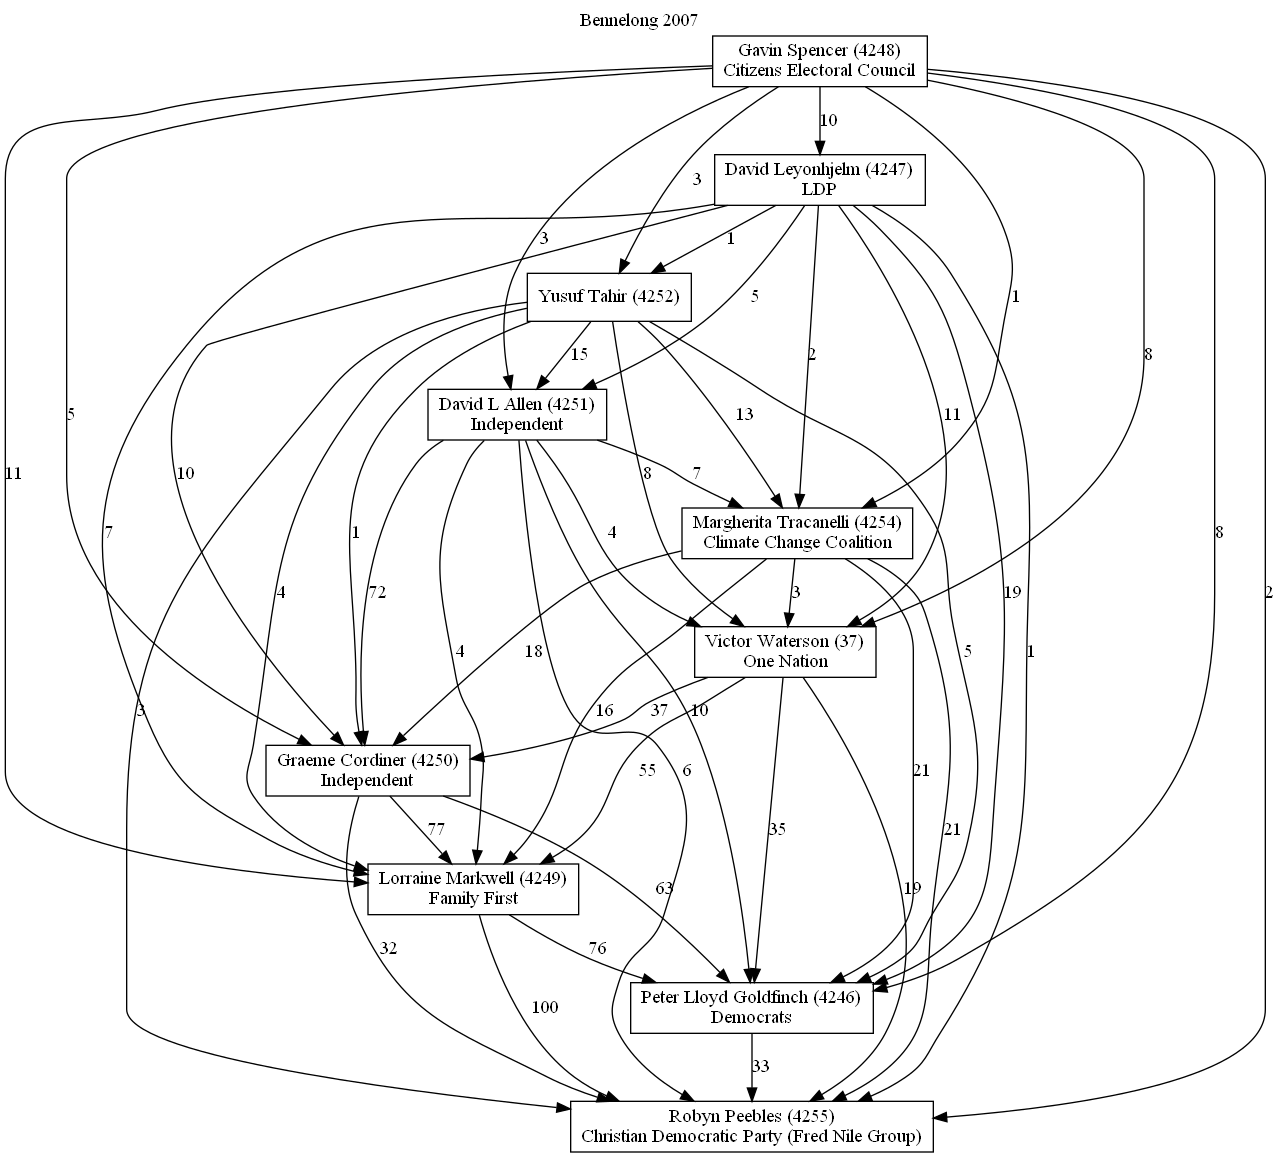 Bennelong 2007
Gavin Spencer (4248)
Citizens Electoral Council
10
3
David Leyonhjelm (4247)
LDP
3
1
Yusuf Tahir (4252)
5
1
15
2
8
David L Allen (4251)
Independent
5
13
11
11
10
8
7
Margherita Tracanelli (4254)
Climate Change Coalition
7
1
4
8
4
72
3
19
2
Victor Waterson (37)
One Nation
18
4
5
1
3
16
37
10
Graeme Cordiner (4250)
Independent
55
6
21
77
35
21
Lorraine Markwell (4249)
Family First
63
19
32
76
Peter Lloyd Goldfinch (4246)
Democrats
100
33
Robyn Peebles (4255)
Christian Democratic Party (Fred Nile Group)